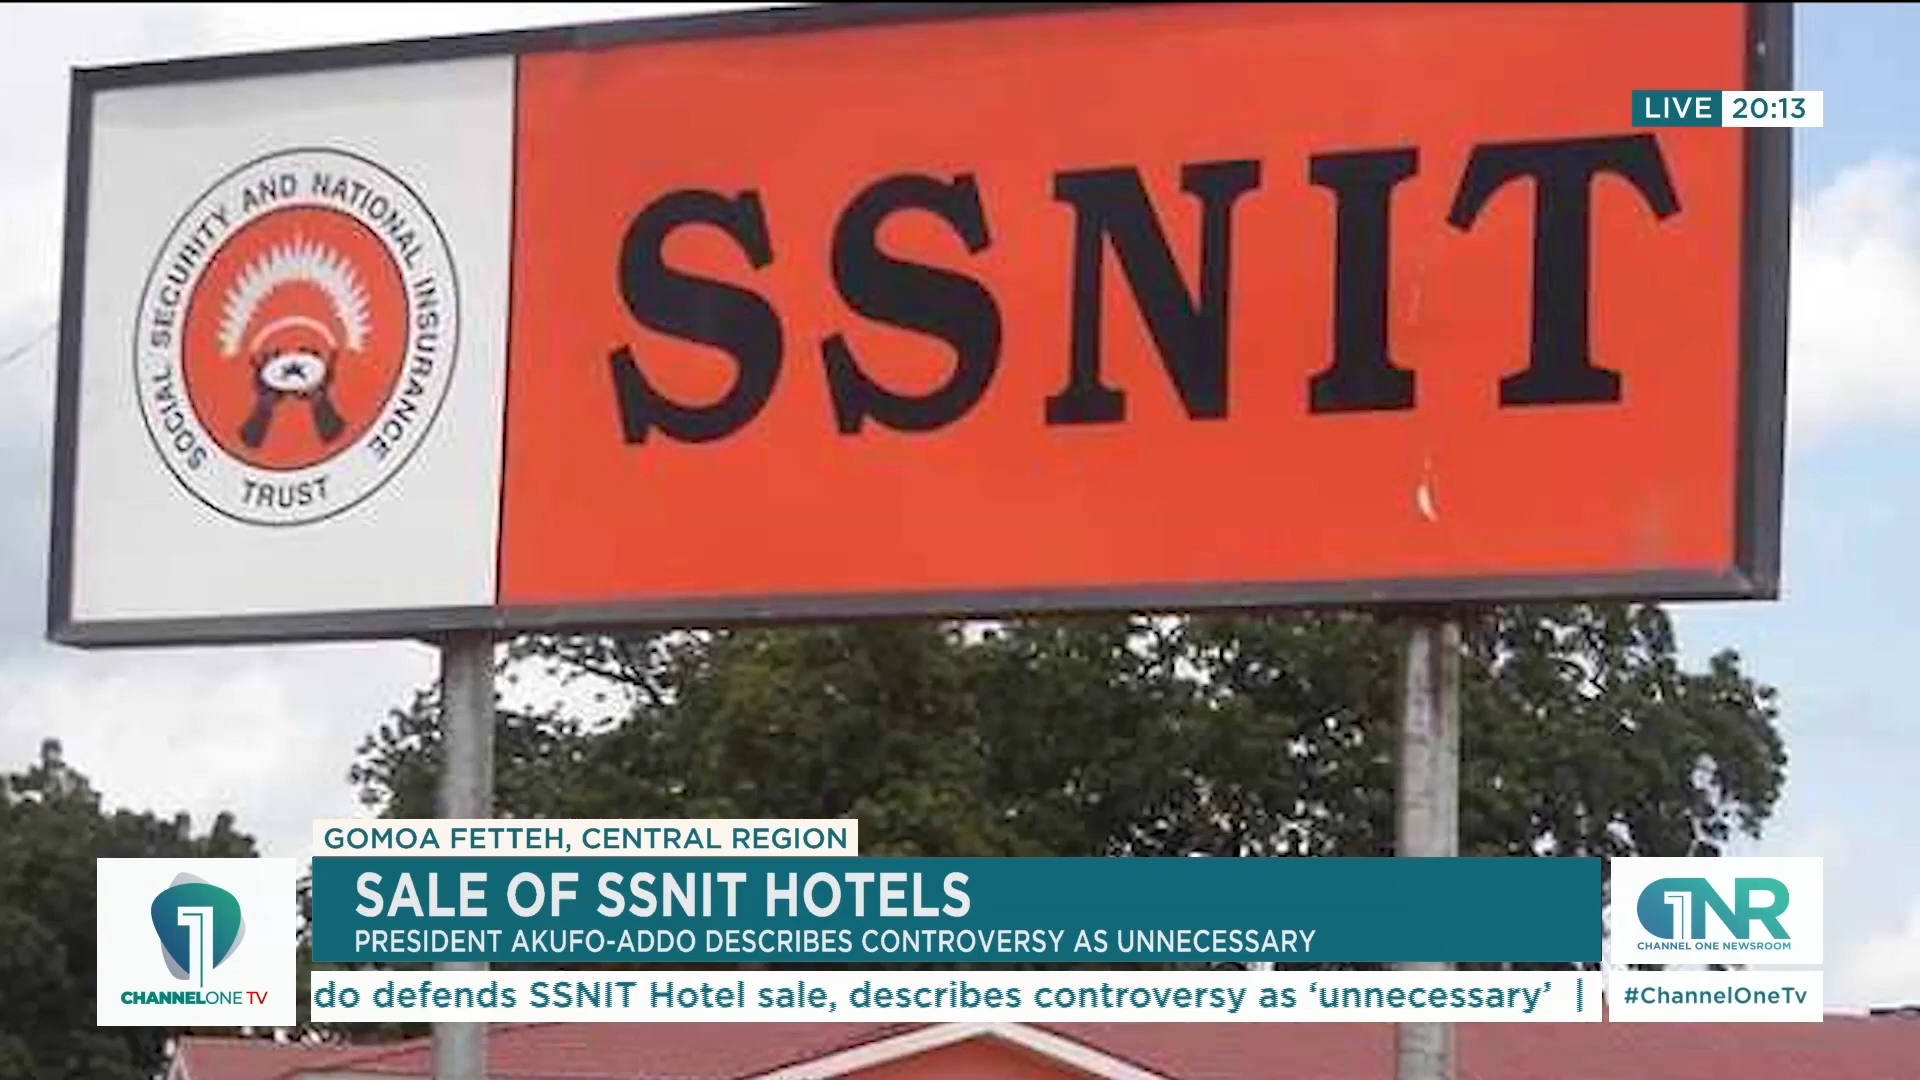 LIVE 20:13
SOCIAL SECURITY AND NATIONAL INSURANCE
TRUST
SSNIT
GOMOA FETTEH, CENTRAL REGION
SALE OF SSNIT HOTELS
PRESIDENT AKUFO-ADDO DESCRIBES CONTROVERSY AS UNNECESSARY
do defends SSNIT Hotel sale, describes controversy as ‘unnecessary’ |
1
CHANNELONE TV
1NR
CHANNEL ONE NEWSROOM
#ChannelOneTv